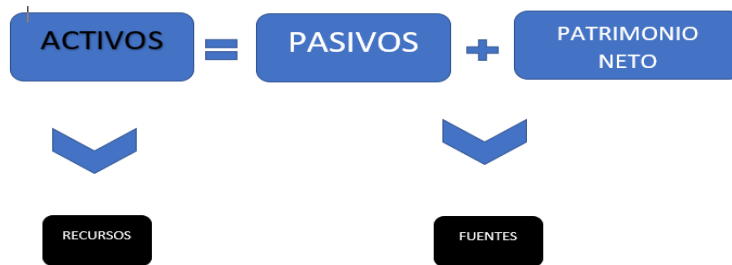 ACTIVOS = PASIVOS + PATRIMONIO
NETO
RECURSOS FUENTES